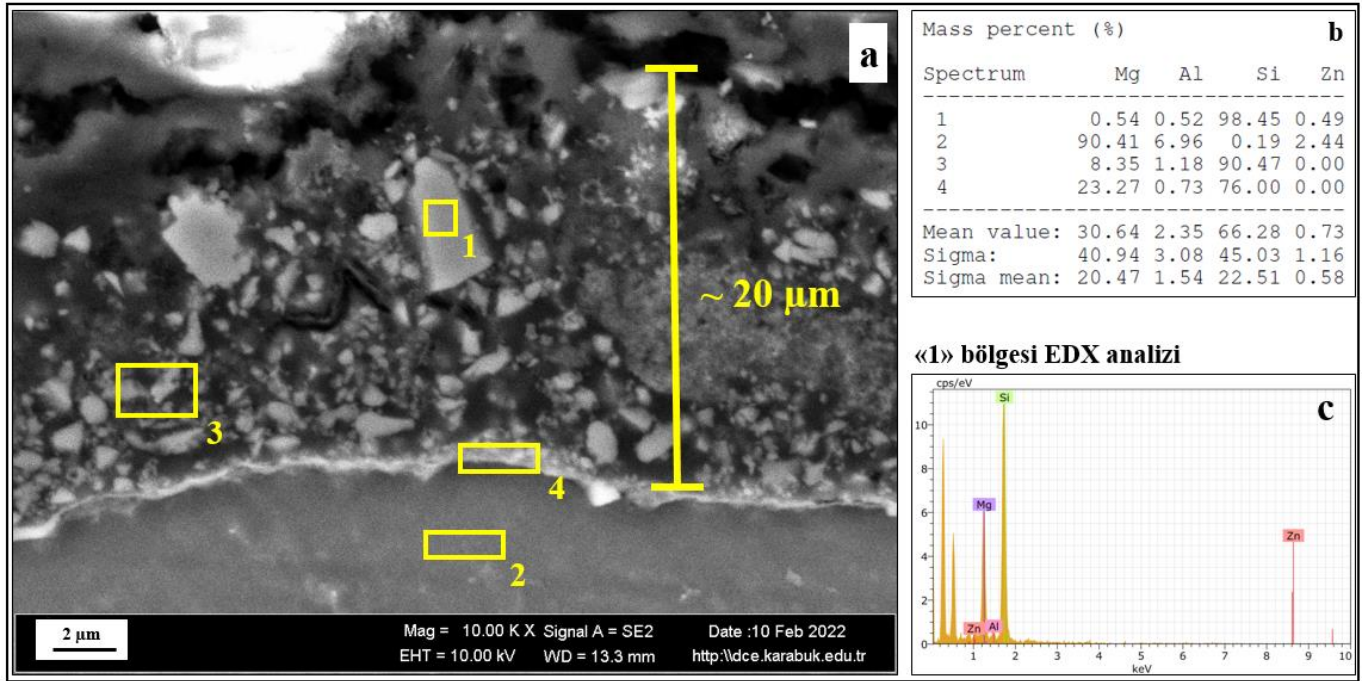 a
1
~ 20 µm
3
4
2
2 µm
Mag = 10.00 K X Signal A = SE2 Date :10 Feb 2022
EHT = 10.00 kV WD = 13.3 mm http:\\dce.karabuk.edu.tr
Mass percent (%) b
Spectrum Mg Al Si Zn
1 0.54 0.52 98.45 0.49
2 90.41 6.96 0.19 2.44
3 8.35 1.18 90.47 0.00
4 23.27 0.73 76.00 0.00
Mean value: 30.64 2.35 66.28 0.73
Sigma: 40.94 3.08 45.03 1.16
Sigma mean: 20.47 1.54 22.51 0.58
«1» bölgesi EDX analizi
cps/eV
c
Si
10
8
6
4
2
0
Mg
Zn
Zn
Al
1 2 3 4 5 6 7 8 9 10
keV